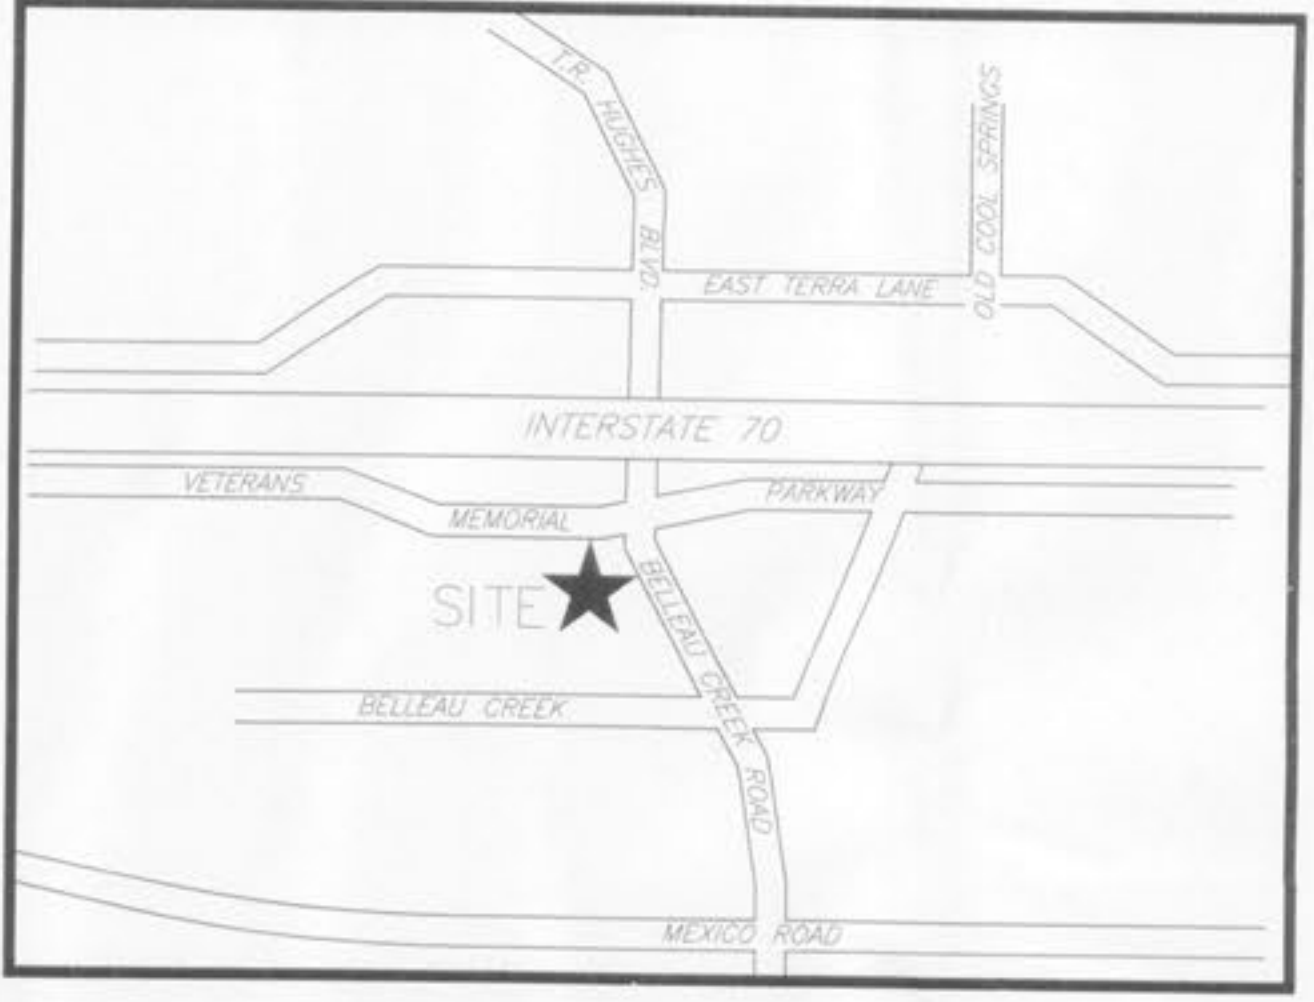 T.R. HUGHES BLVD.
OLD COOL SPRINGS
EAST TERRA LANE
INTERSTATE 70
VETERANS MEMORIAL PARKWAY
SITE
BELLEAU CREEK ROAD
BELLEAU CREEK
MEXICO ROAD